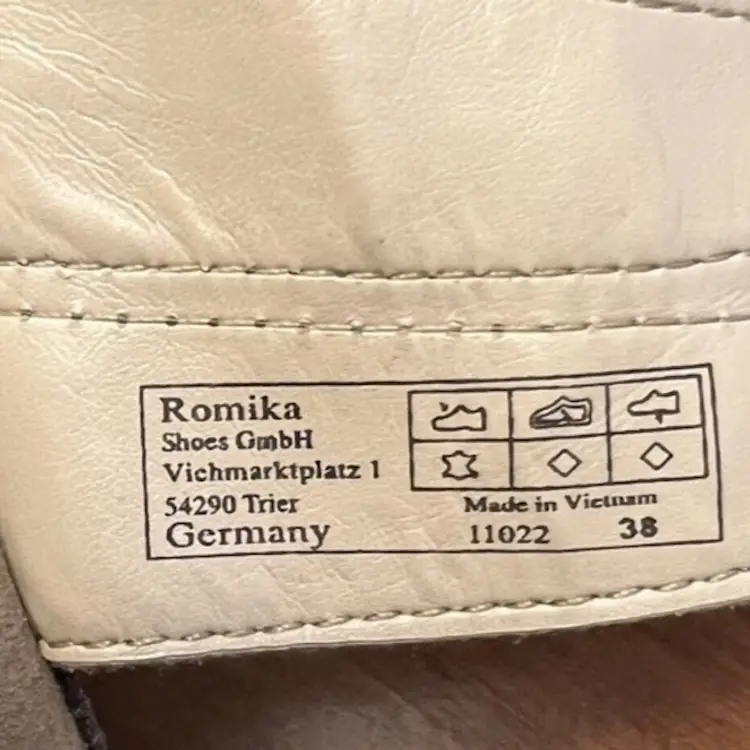 Romika
Shoes GmbH
Vichmarktplatz 1
54290 Trier
Germany
Made in Vietnam
11022 38